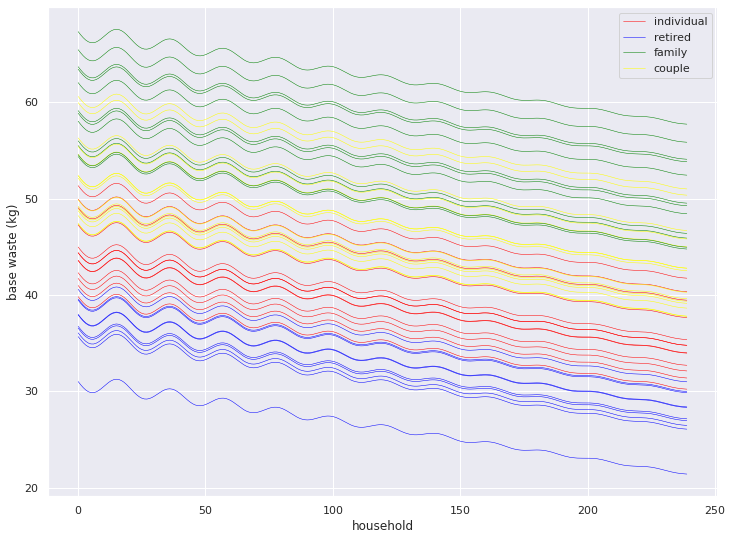 individual
retired
family
couple
60
50
40
30
20
base waste (kg)
0 50 100 150 200 250
household